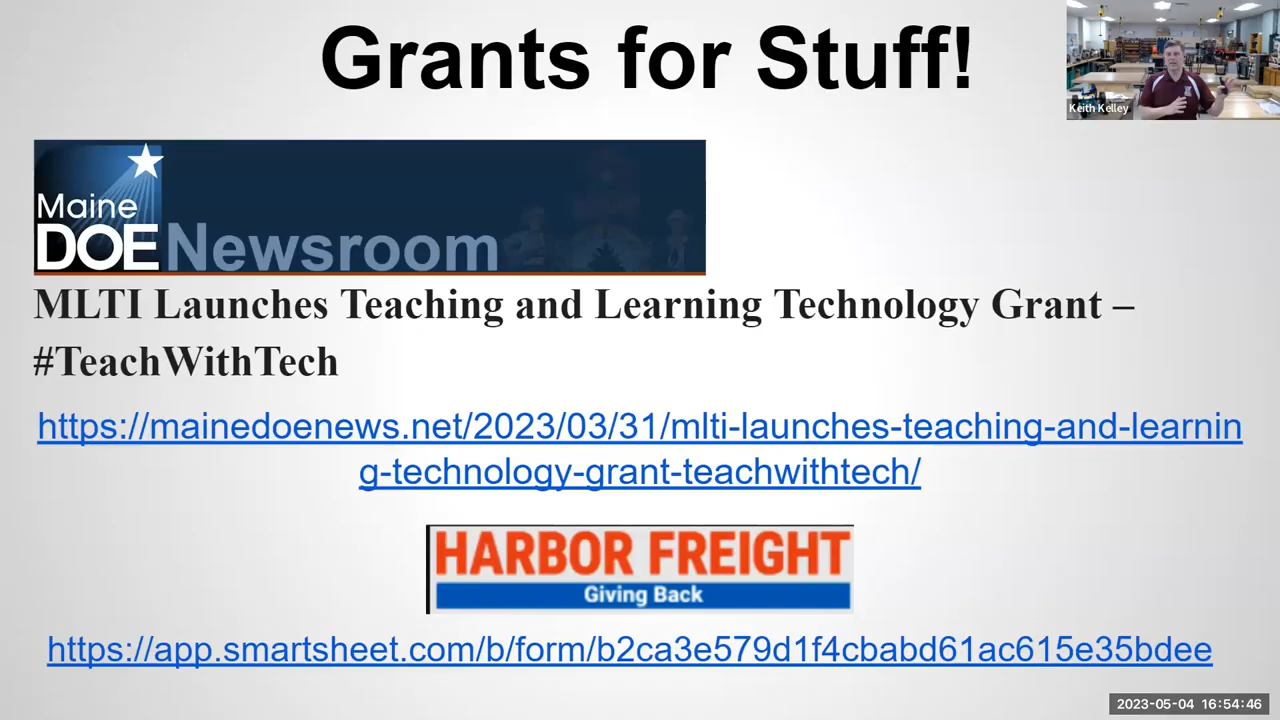 Grants for Stuff!
Keith Kelley
Maine
DOE Newsroom
MLTI Launches Teaching and Learning Technology Grant –
#TeachWithTech
https://mainedoenews.net/2023/03/31/mlti-launches-teaching-and-learnin
g-technology-grant-teachwithtech/
HARBOR FREIGHT
Giving Back
https://app.smartsheet.com/b/form/b2ca3e579d1f4cbabd61ac615e35bdee
2023-05-04 16:54:46